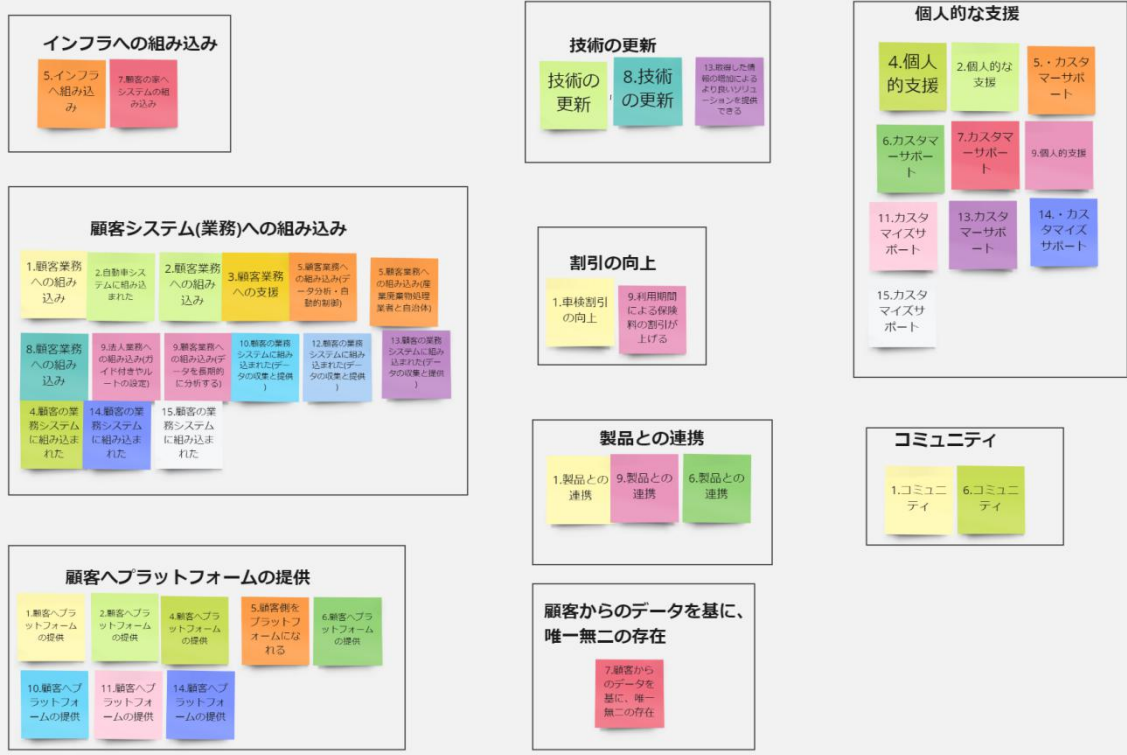 インフラへの組み込み
5.インフラ
へ組み込
み
7.顧客の家へ
システムの組
み込み
顧客システム(業務)への組み込み
1.顧客業務
への組み
込み
2.自動車シス
テムに組み込
まれた
2.顧客業務
への組み
込み
3.顧客業務
への支援
5.顧客業務へ
の組み込み(デ
ータ分析・自
動的制御)
5.顧客業務へ
の組み込み(産
業廃棄物処理
業者と自治体)
8.顧客業務
への組み
込み
9.法人業務へ
の組み込み(ガ
イド付きやル
ートの設定)
9.顧客業務へ
の組み込み(デ
ータを長期的
に分析する)
10.顧客の業務
システムに組み
込まれた(デー
タの収集と提供
)
12.顧客の業務
システムに組み
込まれた(デー
タの収集と提供
)
13.顧客の業務
システムに組み
込まれた(デー
タの収集と提供
)
4.顧客の業
務システム
に組み込ま
れた
14.顧客の業
務システム
に組み込ま
れた
15.顧客の業
務システム
に組み込ま
れた
顧客へプラットフォームの提供
1.顧客へプラ
ットフォーム
の提供
2.顧客へプラ
ットフォーム
の提供
4.顧客へプラ
ットフォーム
の提供
5.顧客側を
プラットフ
ォームにな
れる
6.顧客へプラ
ットフォーム
の提供
10.顧客へプ
ラットフォ
ームの提供
11.顧客へプ
ラットフォ
ームの提供
14.顧客へプ
ラットフォ
ームの提供
技術の更新
技術の
更新
8.技術
の更新
13.取得した情
報の増加による
より良いソリュ
ーションを提供
できる
割引の向上
1.車検割引
の向上
9.利用期間
による保険
料の割引が
上げる
製品との連携
1.製品との
連携
9.製品との
連携
6.製品との
連携
顧客からのデータを基に、
唯一無二の存在
7.顧客から
のデータを
基に、唯一
無二の存在
個人的な支援
4.個人
的支援
2.個人的な
支援
5.・カスタ
マーサポ
ート
6.カスタマ
ーサポー
ト
7.カスタマ
ーサポー
ト
9.個人的支援
11.カスタ
マイズサポ
ート
13.カスタ
マーサポ
ート
14.・カス
タマイズ
サポート
15.カスタ
マイズサ
ポート
コミュニティ
1.コミュニ
ティ
6.コミュニ
ティ